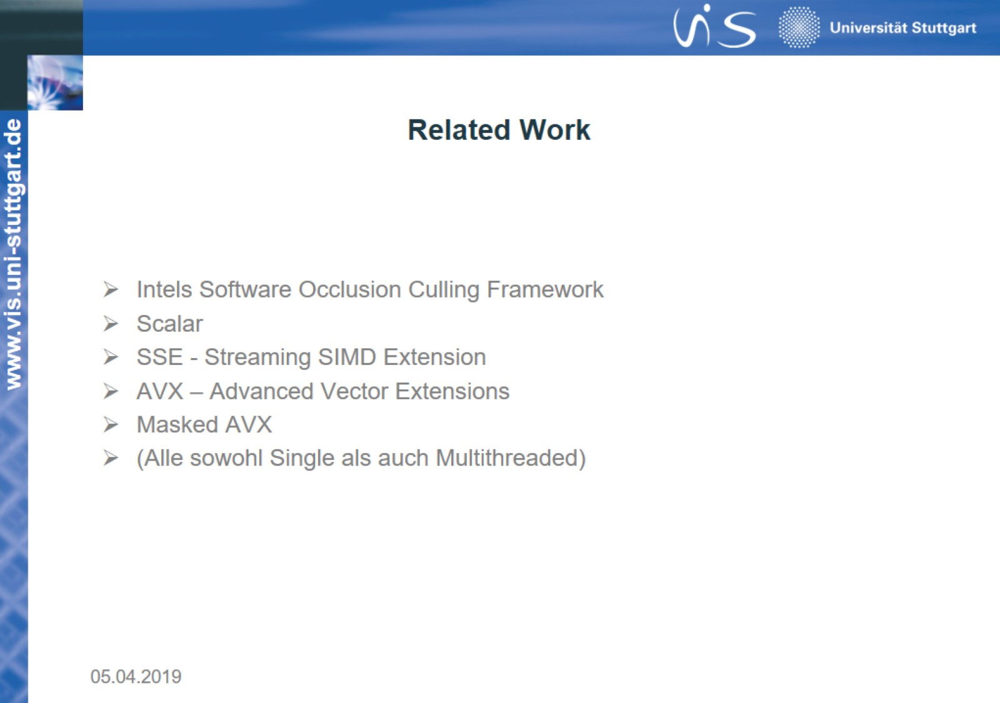 vis
Universität Stuttgart
www.vis.uni-stuttgart.de
Related Work
➢ Intels Software Occlusion Culling Framework
➢ Scalar
➢ SSE - Streaming SIMD Extension
➢ AVX – Advanced Vector Extensions
➢ Masked AVX
➢ (Alle sowohl Single als auch Multithreaded)
05.04.2019